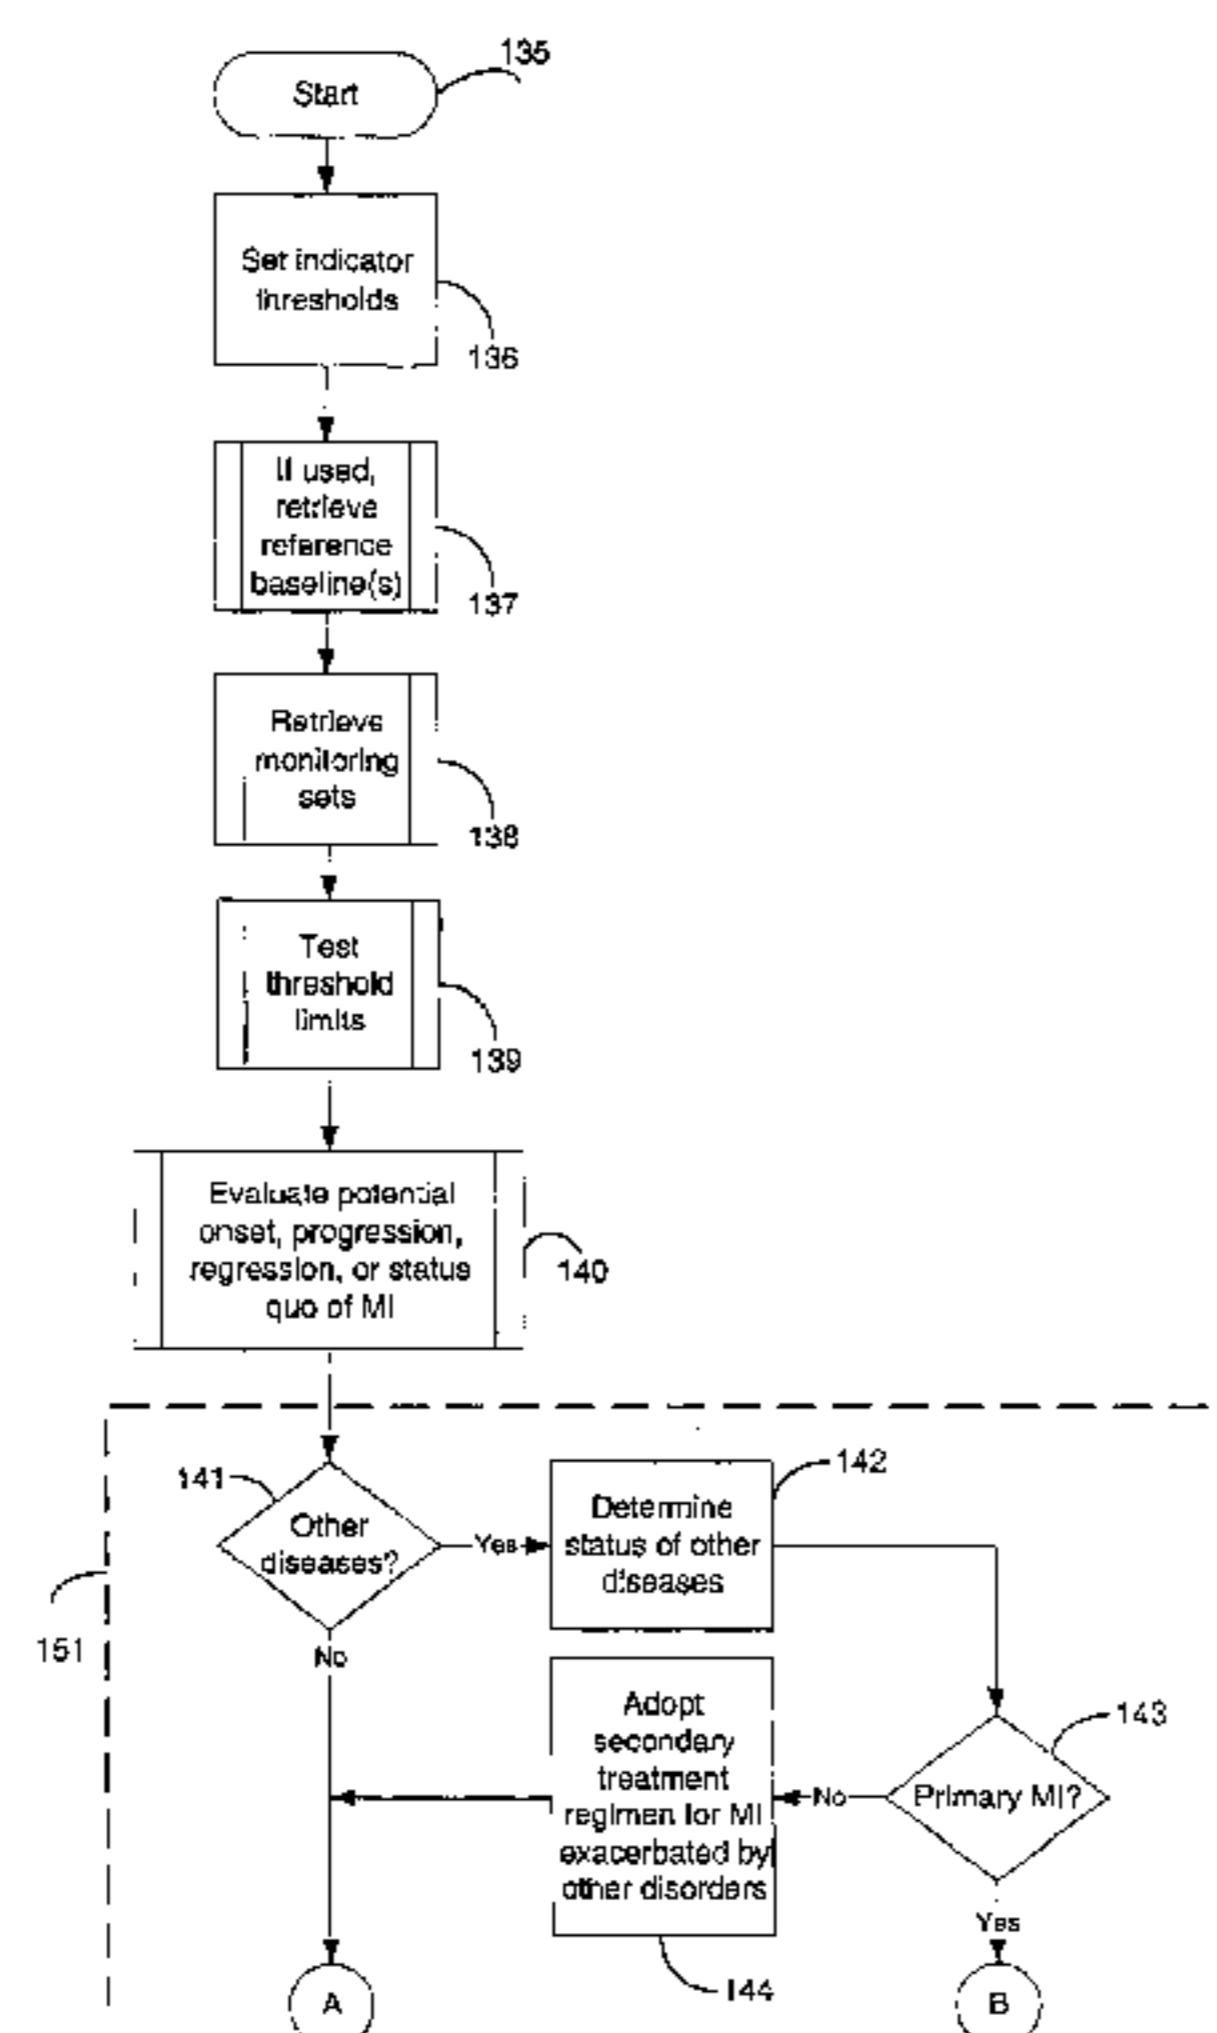 135
Start
Set indicator
thresholds
136
If used,
retrieve
reference
baseline(s)
137
Retrieve
monitoring
sets
138
Test
threshold
limits
139
Evaluate potential
onset, progression,
regression, or status
quo of MI
140
141
Other
diseases?
Yes
Determine
status of other
diseases
142
151
No
Adopt
secondary
treatment
regimen for MI
exacerbated by
other disorders
144
No
Primary MI?
143
Yes
A
B